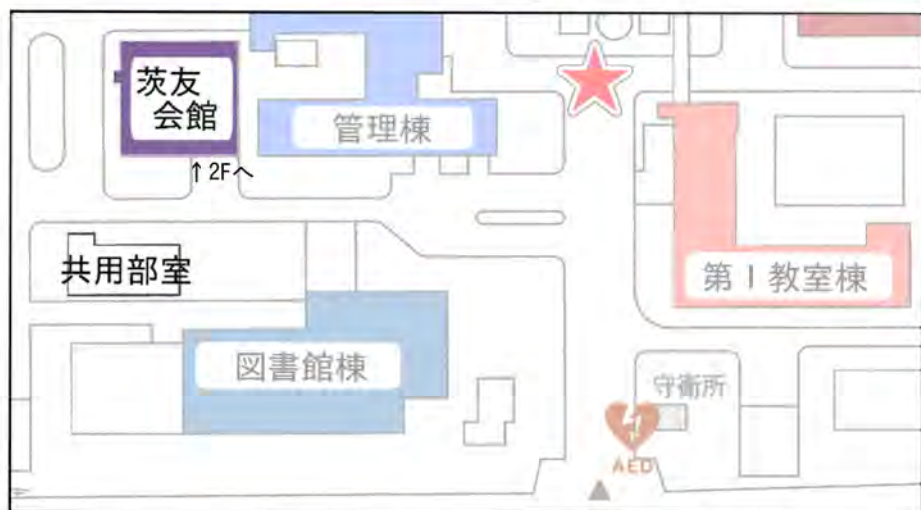 茨友
会館
管理棟
↑2Fへ
共用部室
第1教室棟
図書館棟
守衛所
AED